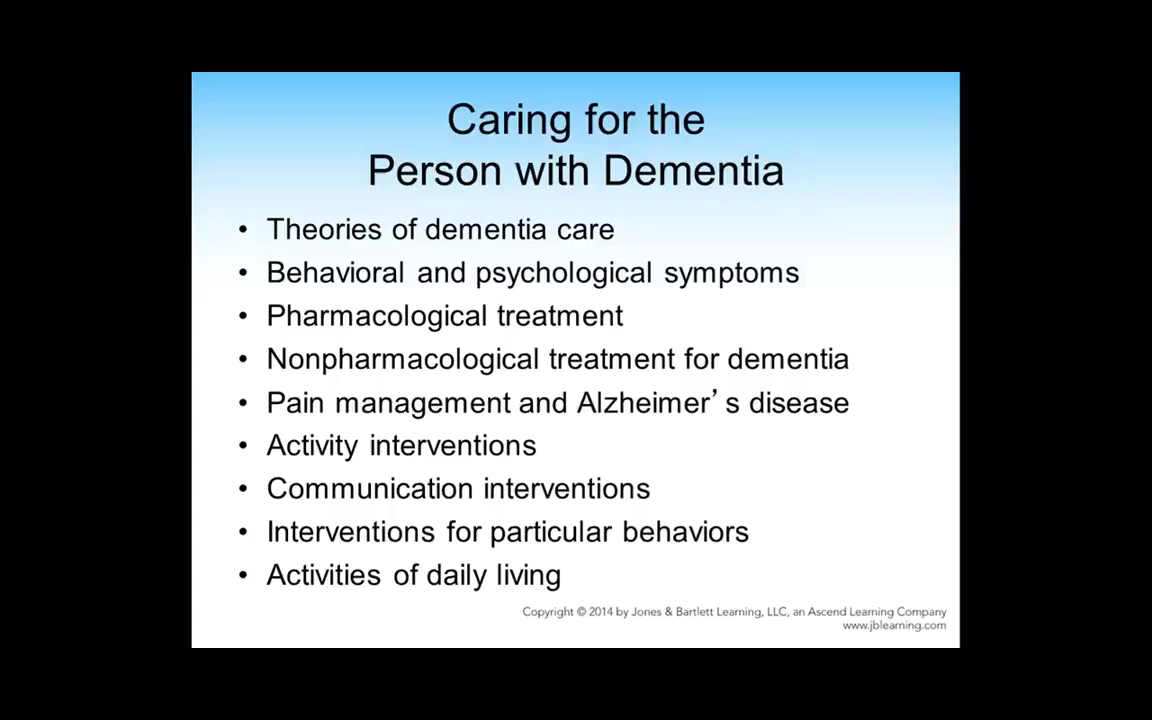 Caring for the
Person with Dementia
• Theories of dementia care
• Behavioral and psychological symptoms
• Pharmacological treatment
• Nonpharmacological treatment for dementia
• Pain management and Alzheimer’s disease
• Activity interventions
• Communication interventions
• Interventions for particular behaviors
• Activities of daily living
Copyright © 2014 by Jones & Bartlett Learning, LLC, an Ascend Learning Company
www.jblearning.com